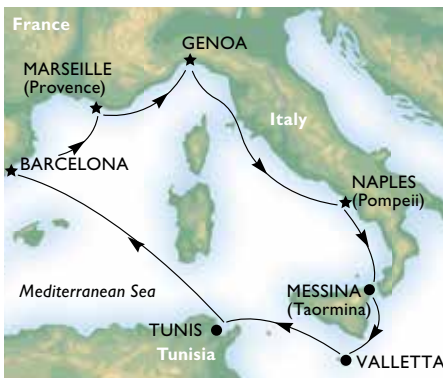 France
GENOA
MARSEILLE
(Provence)
Italy
BARCELONA
NAPLES
(Pompeii)
MESSINA
(Taormina)
Mediterranean Sea
TUNIS
Tunisia
VALLETTA